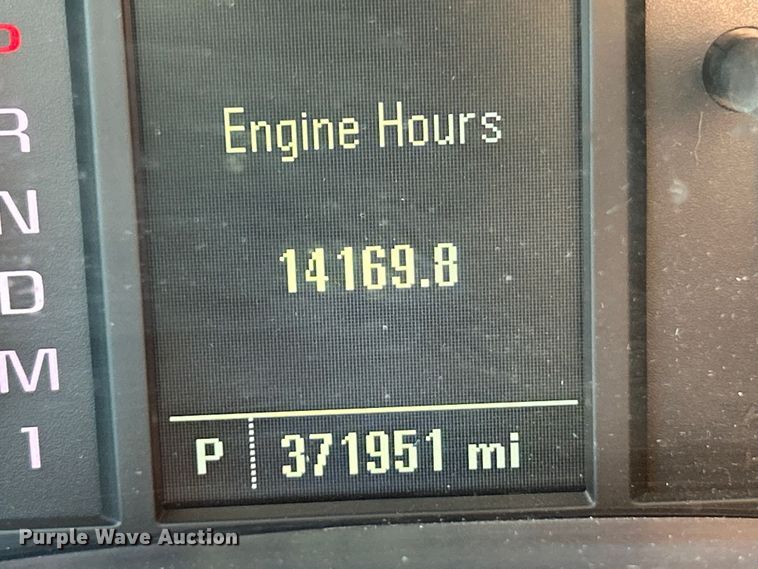 P
R
N
D
M
1
Engine Hours
14169.8
P 371951 mi
Purple Wave Auction